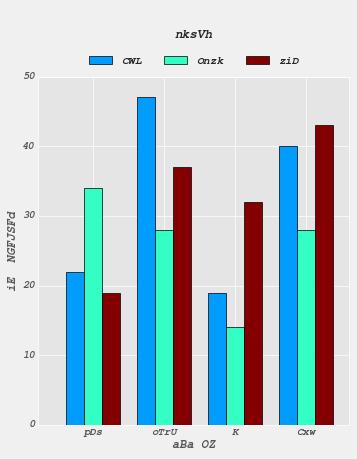 nksVh
CWL Onzk ziD
50
40
30
20
10
0
iE NGFJSFd
pDs oTrU K Cxw
aBa OZ